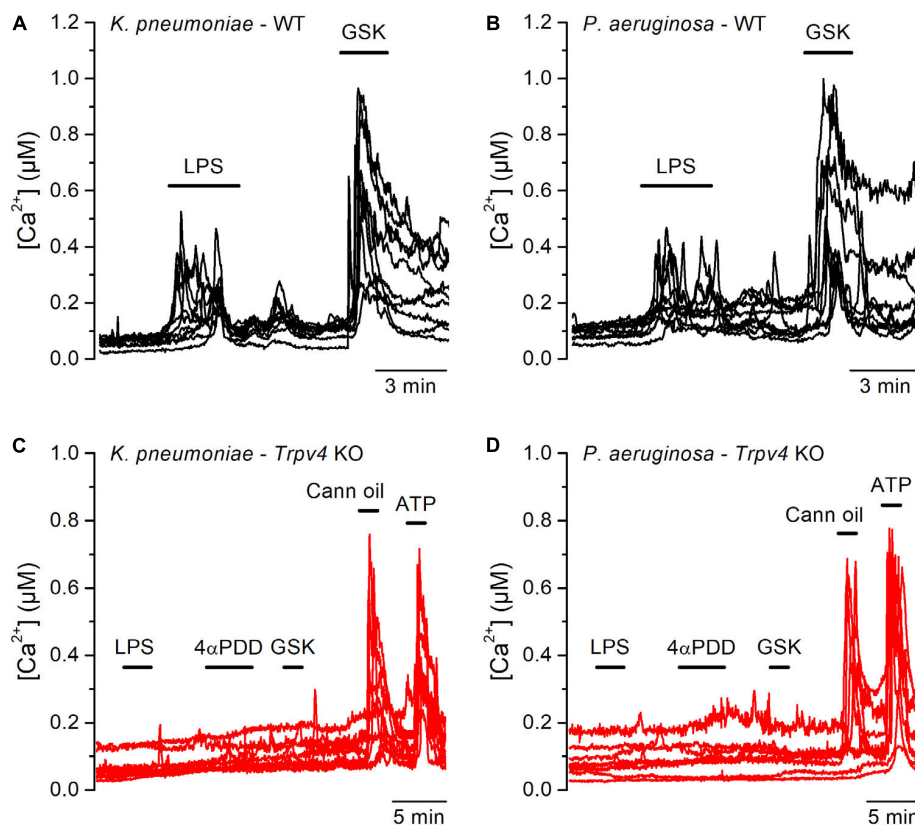 A
K. pneumoniae - WT
GSK
LPS
[Ca2+] (µM)
1.2
1.0
0.8
0.6
0.4
0.2
0.0
3 min
B
P. aeruginosa - WT
GSK
LPS
[Ca2+] (µM)
1.2
1.0
0.8
0.6
0.4
0.2
0.0
3 min
C
K. pneumoniae - Trpv4 KO
Cann oil
ATP
LPS
4αPDD
GSK
[Ca2+] (µM)
1.0
0.8
0.6
0.4
0.2
0.0
5 min
D
P. aeruginosa - Trpv4 KO
ATP
Cann oil
LPS
4αPDD
GSK
[Ca2+] (µM)
1.0
0.8
0.6
0.4
0.2
0.0
5 min